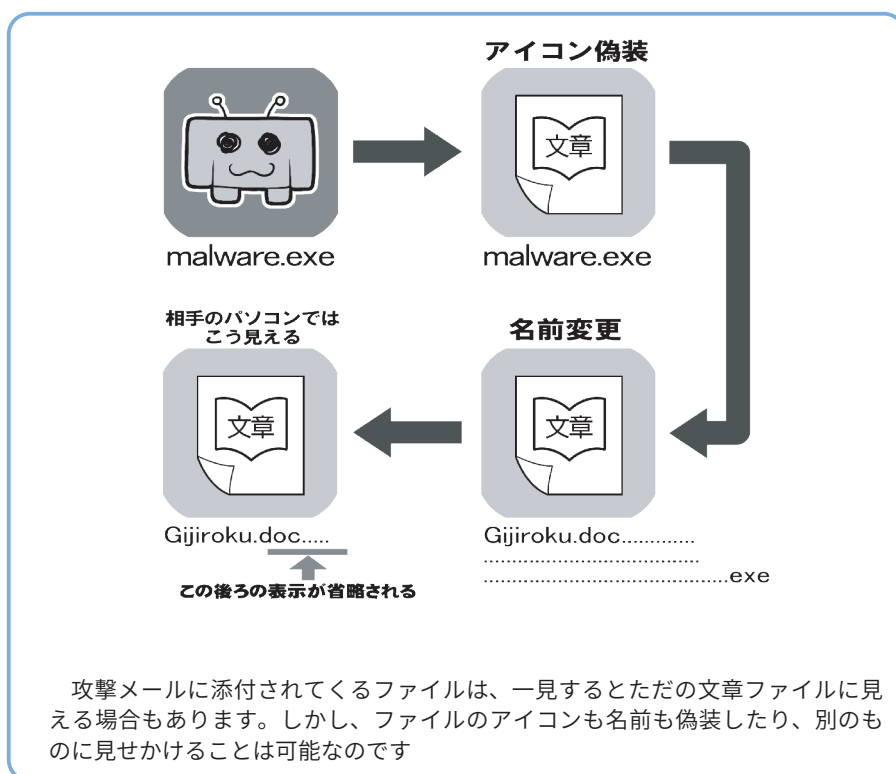 アイコン偽装
文章
malware.exe
malware.exe
名前変更
文章
Gijiroku.doc.............
......................................................
..............................................................exe
相手のパソコンでは
こう見える
文章
Gijiroku.doc.....
この後ろの表示が省略される
攻撃メールに添付されてくるファイルは、一見するとただの文章ファイルに見
える場合もあります。しかし、ファイルのアイコンも名前も偽装したり、別のも
のに見せかけることは可能なのです